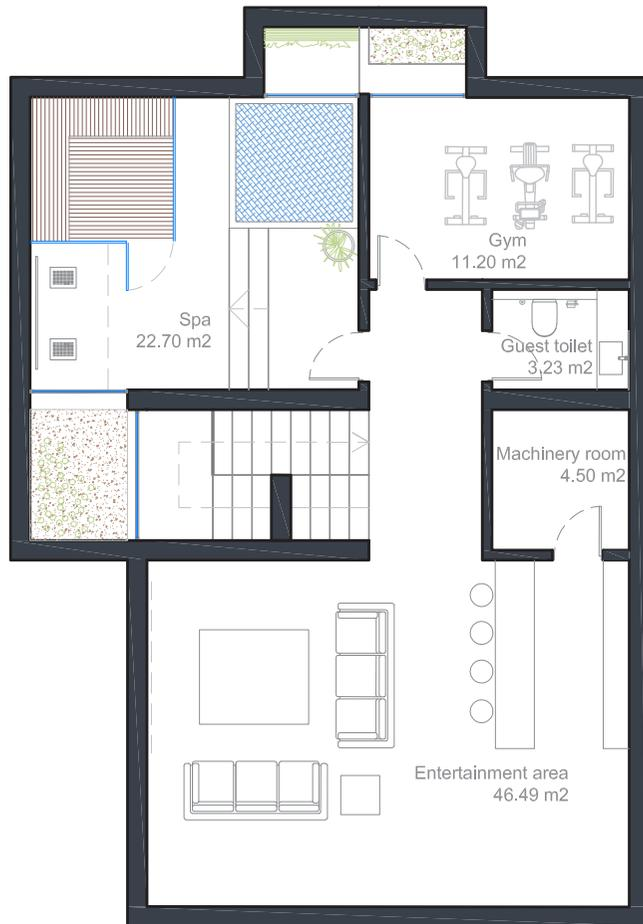 Gym
11.20 m2
Spa
22.70 m2
Guest toilet
3.23 m2
Machinery room
4.50 m2
Entertainment area
46.49 m2